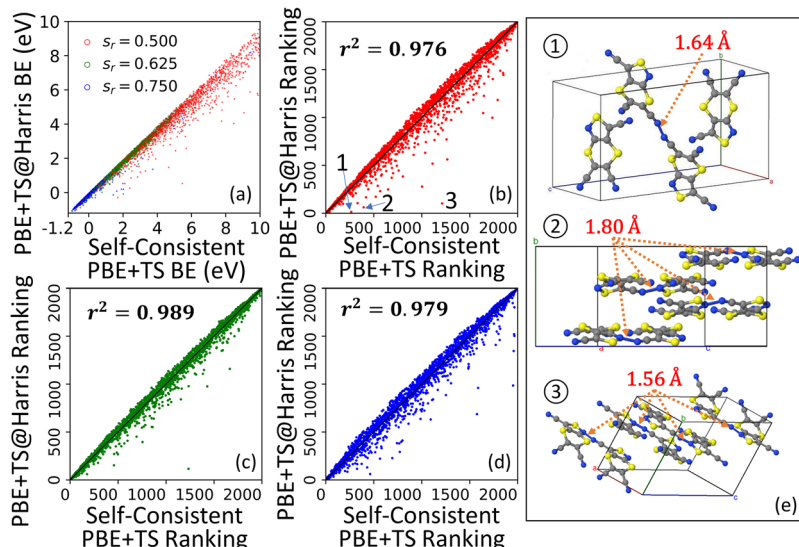 PBE+TS@Harris BE (eV)
10
8
6
4
2
0
-1.2
s_r = 0.500
s_r = 0.625
s_r = 0.750
(a)
-1.2 0 2 4 6 8 10
Self-Consistent
PBE+TS BE (eV)
PBE+TS@Harris Ranking
2000
1500
1000
500
0
r² = 0.976
1
2
3
(b)
0 500 1000 1500 2000
Self-Consistent
PBE+TS Ranking
PBE+TS@Harris Ranking
2000
1500
1000
500
0
r² = 0.989
(c)
0 500 1000 1500 2000
Self-Consistent
PBE+TS Ranking
PBE+TS@Harris Ranking
2000
1500
1000
500
0
r² = 0.979
(d)
0 500 1000 1500 2000
Self-Consistent
PBE+TS Ranking
①
1.64 Å
b
c
a
②
1.80 Å
b
a
c
③
1.56 Å
b
a
c
(e)